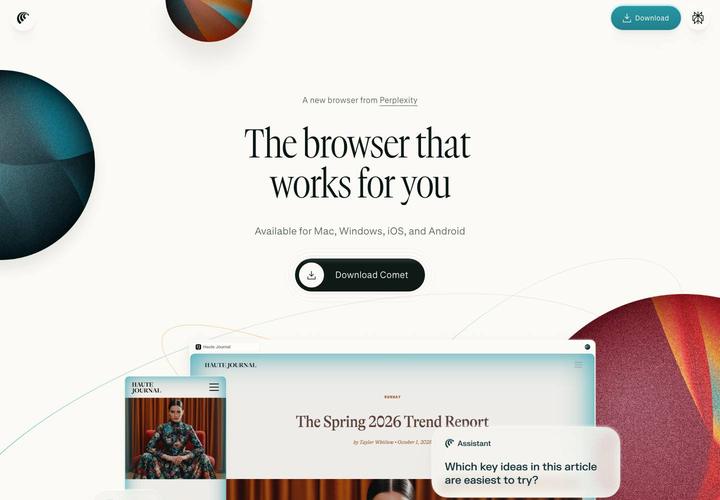 Download
A new browser from Perplexity
The browser that
works for you
Available for Mac, Windows, iOS, and Android
Download Comet
Haute Journal
HAUTE JOURNAL
HAUTE
JOURNAL
SUNDAY
The Spring 2026 Trend Report
by Taylor Whitlow • October 1, 2025
Assistant
Which key ideas in this article
are easiest to try?